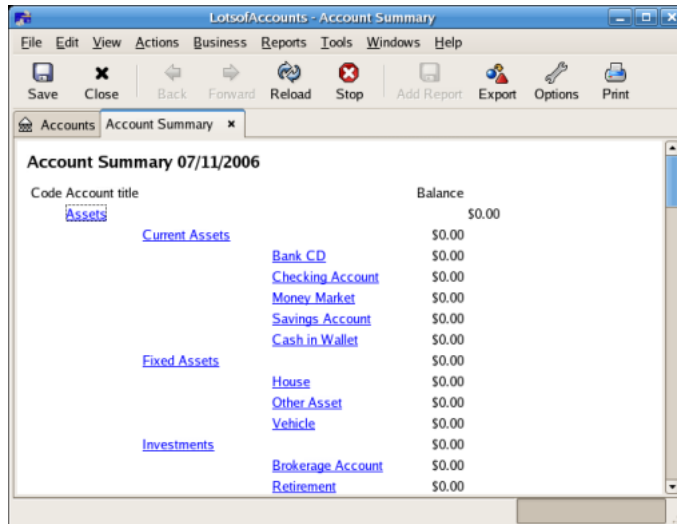 LotsofAccounts - Account Summary
File Edit View Actions Business Reports Tools Windows Help
Save Close Back Forward Reload Stop Add Report Export Options Print
Accounts Account Summary
Account Summary 07/11/2006
Code Account title Balance
Assets $0.00
Current Assets $0.00
Bank CD $0.00
Checking Account $0.00
Money Market $0.00
Savings Account $0.00
Cash in Wallet $0.00
Fixed Assets $0.00
House $0.00
Other Asset $0.00
Vehicle $0.00
Investments $0.00
Brokerage Account $0.00
Retirement $0.00